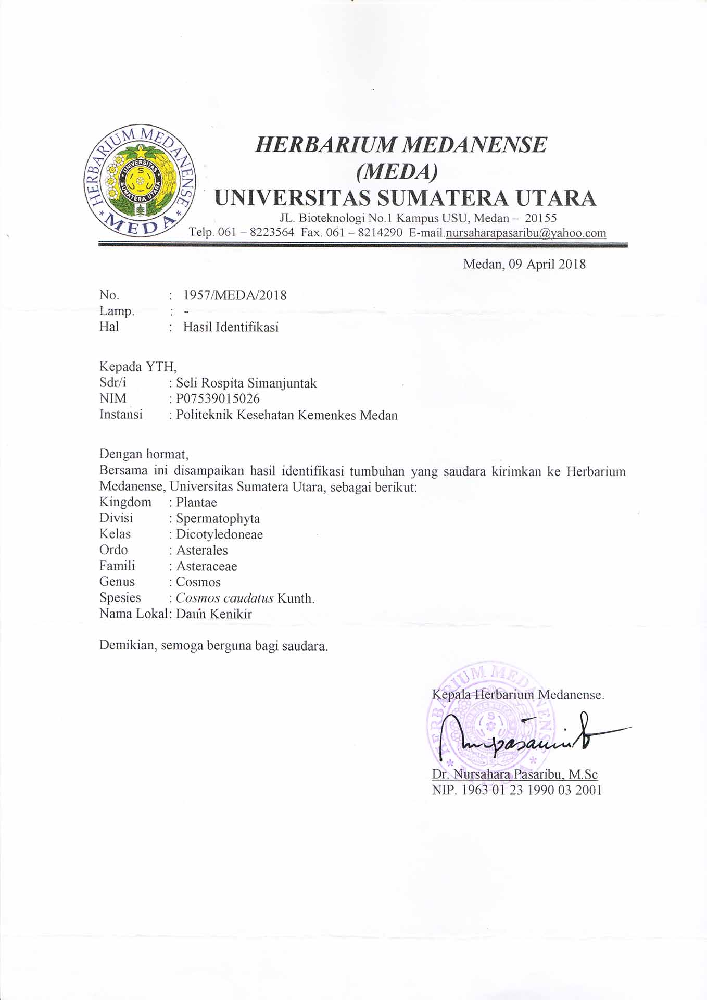 HERBARIUM MEDANENSE
MEDA
UNIVERSITAS
SUMATERA UTARA
HERBARIUM MEDANENSE
(MEDA)
UNIVERSITAS SUMATERA UTARA
JL. Bioteknologi No.1 Kampus USU, Medan – 20155
Telp. 061 – 8223564 Fax. 061 – 8214290 E-mail.nursaharapasaribu@yahoo.com
Medan, 09 April 2018
No. : 1957/MEDA/2018
Lamp. : -
Hal : Hasil Identifikasi
Kepada YTH,
Sdr/i : Seli Rospita Simanjuntak
NIM : P07539015026
Instansi : Politeknik Kesehatan Kemenkes Medan
Dengan hormat,
Bersama ini disampaikan hasil identifikasi tumbuhan yang saudara kirimkan ke Herbarium
Medanense, Universitas Sumatera Utara, sebagai berikut:
Kingdom : Plantae
Divisi : Spermatophyta
Kelas : Dicotyledoneae
Ordo : Asterales
Famili : Asteraceae
Genus : Cosmos
Spesies : Cosmos caudatus Kunth.
Nama Lokal : Daun Kenikir
Demikian, semoga berguna bagi saudara.
HERBARIUM MEDANENSE
MEDA
Kepala Herbarium Medanense.
Dr. Nursahara Pasaribu, M.Sc
NIP. 1963 01 23 1990 03 2001